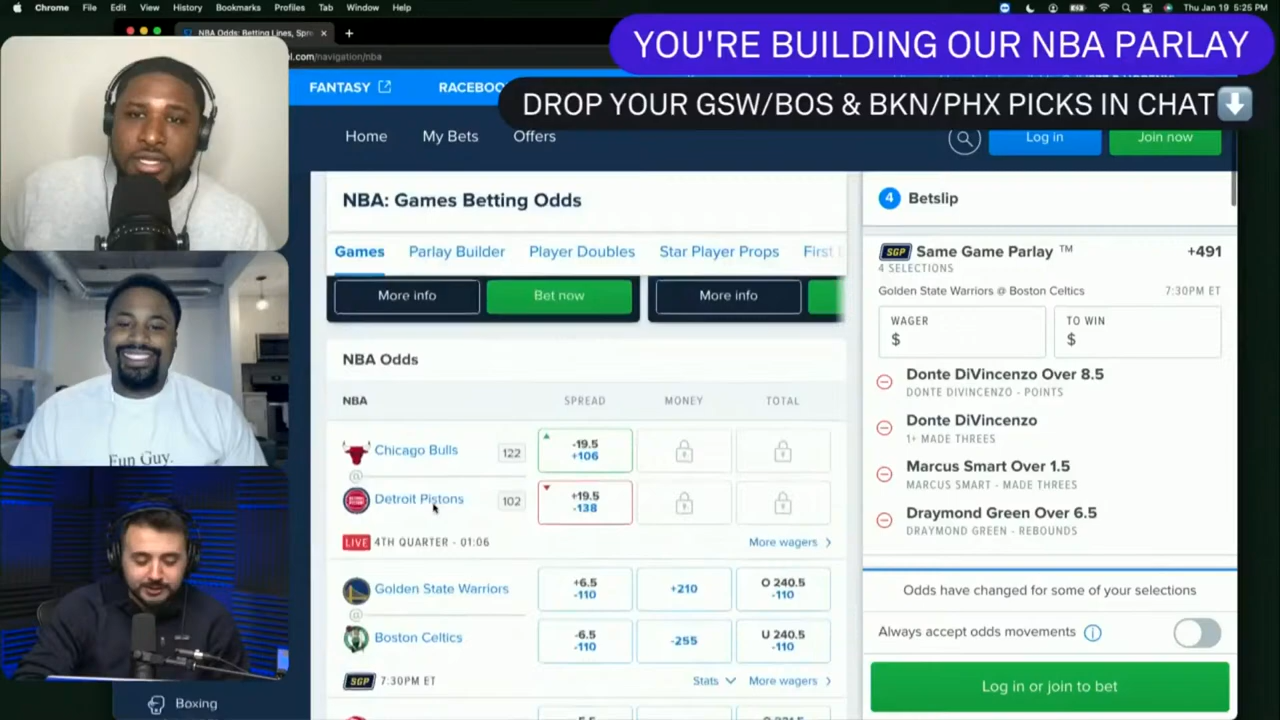 Chrome File Edit View History Bookmarks Profiles Tab Window Help
Thu Jan 19 5:25 PM
NBA Odds: Betting Lines, Spre
.com/navigation/nba
YOU'RE BUILDING OUR NBA PARLAY
DROP YOUR GSW/BOS & BKN/PHX PICKS IN CHAT⬇️
FANTASY
RACEBOO
Home My Bets Offers
Log in
Join now
NBA: Games Betting Odds
Games Parlay Builder Player Doubles Star Player Props First
More info Bet now More info
NBA Odds
NBA SPREAD MONEY TOTAL
Chicago Bulls 122 -19.5
+106
@
Detroit Pistons 102 +19.5
-138
LIVE 4TH QUARTER - 01:06 More wagers
Golden State Warriors +6.5 +210 O 240.5
-110 -110
@
Boston Celtics -6.5 -255 U 240.5
-110 -110
SGP 7:30PM ET Stats More wagers
Boxing
4 Betslip
SGP Same Game Parlay ™ +491
4 SELECTIONS
Golden State Warriors @ Boston Celtics 7:30PM ET
WAGER TO WIN
$ $
Donte DiVincenzo Over 8.5
DONTE DIVINCENZO - POINTS
Donte DiVincenzo
1+ MADE THREES
Marcus Smart Over 1.5
MARCUS SMART - MADE THREES
Draymond Green Over 6.5
DRAYMOND GREEN - REBOUNDS
Odds have changed for some of your selections
Always accept odds movements
Log in or join to bet
Fun Guy.